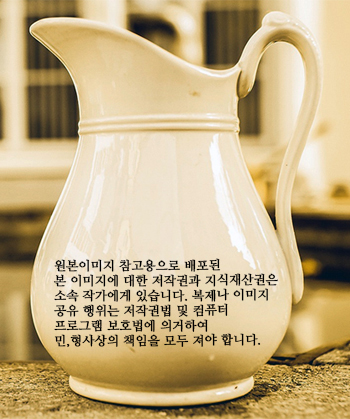 원본이미지 참고용으로 배포된
본 이미지에 대한 저작권과 지식재산권은
소속 작가에게 있습니다. 복제나 이미지
공유 행위는 저작권법 및 컴퓨터
프로그램 보호법에 의거하여
민,형사상의 책임을 모두 져야 합니다.